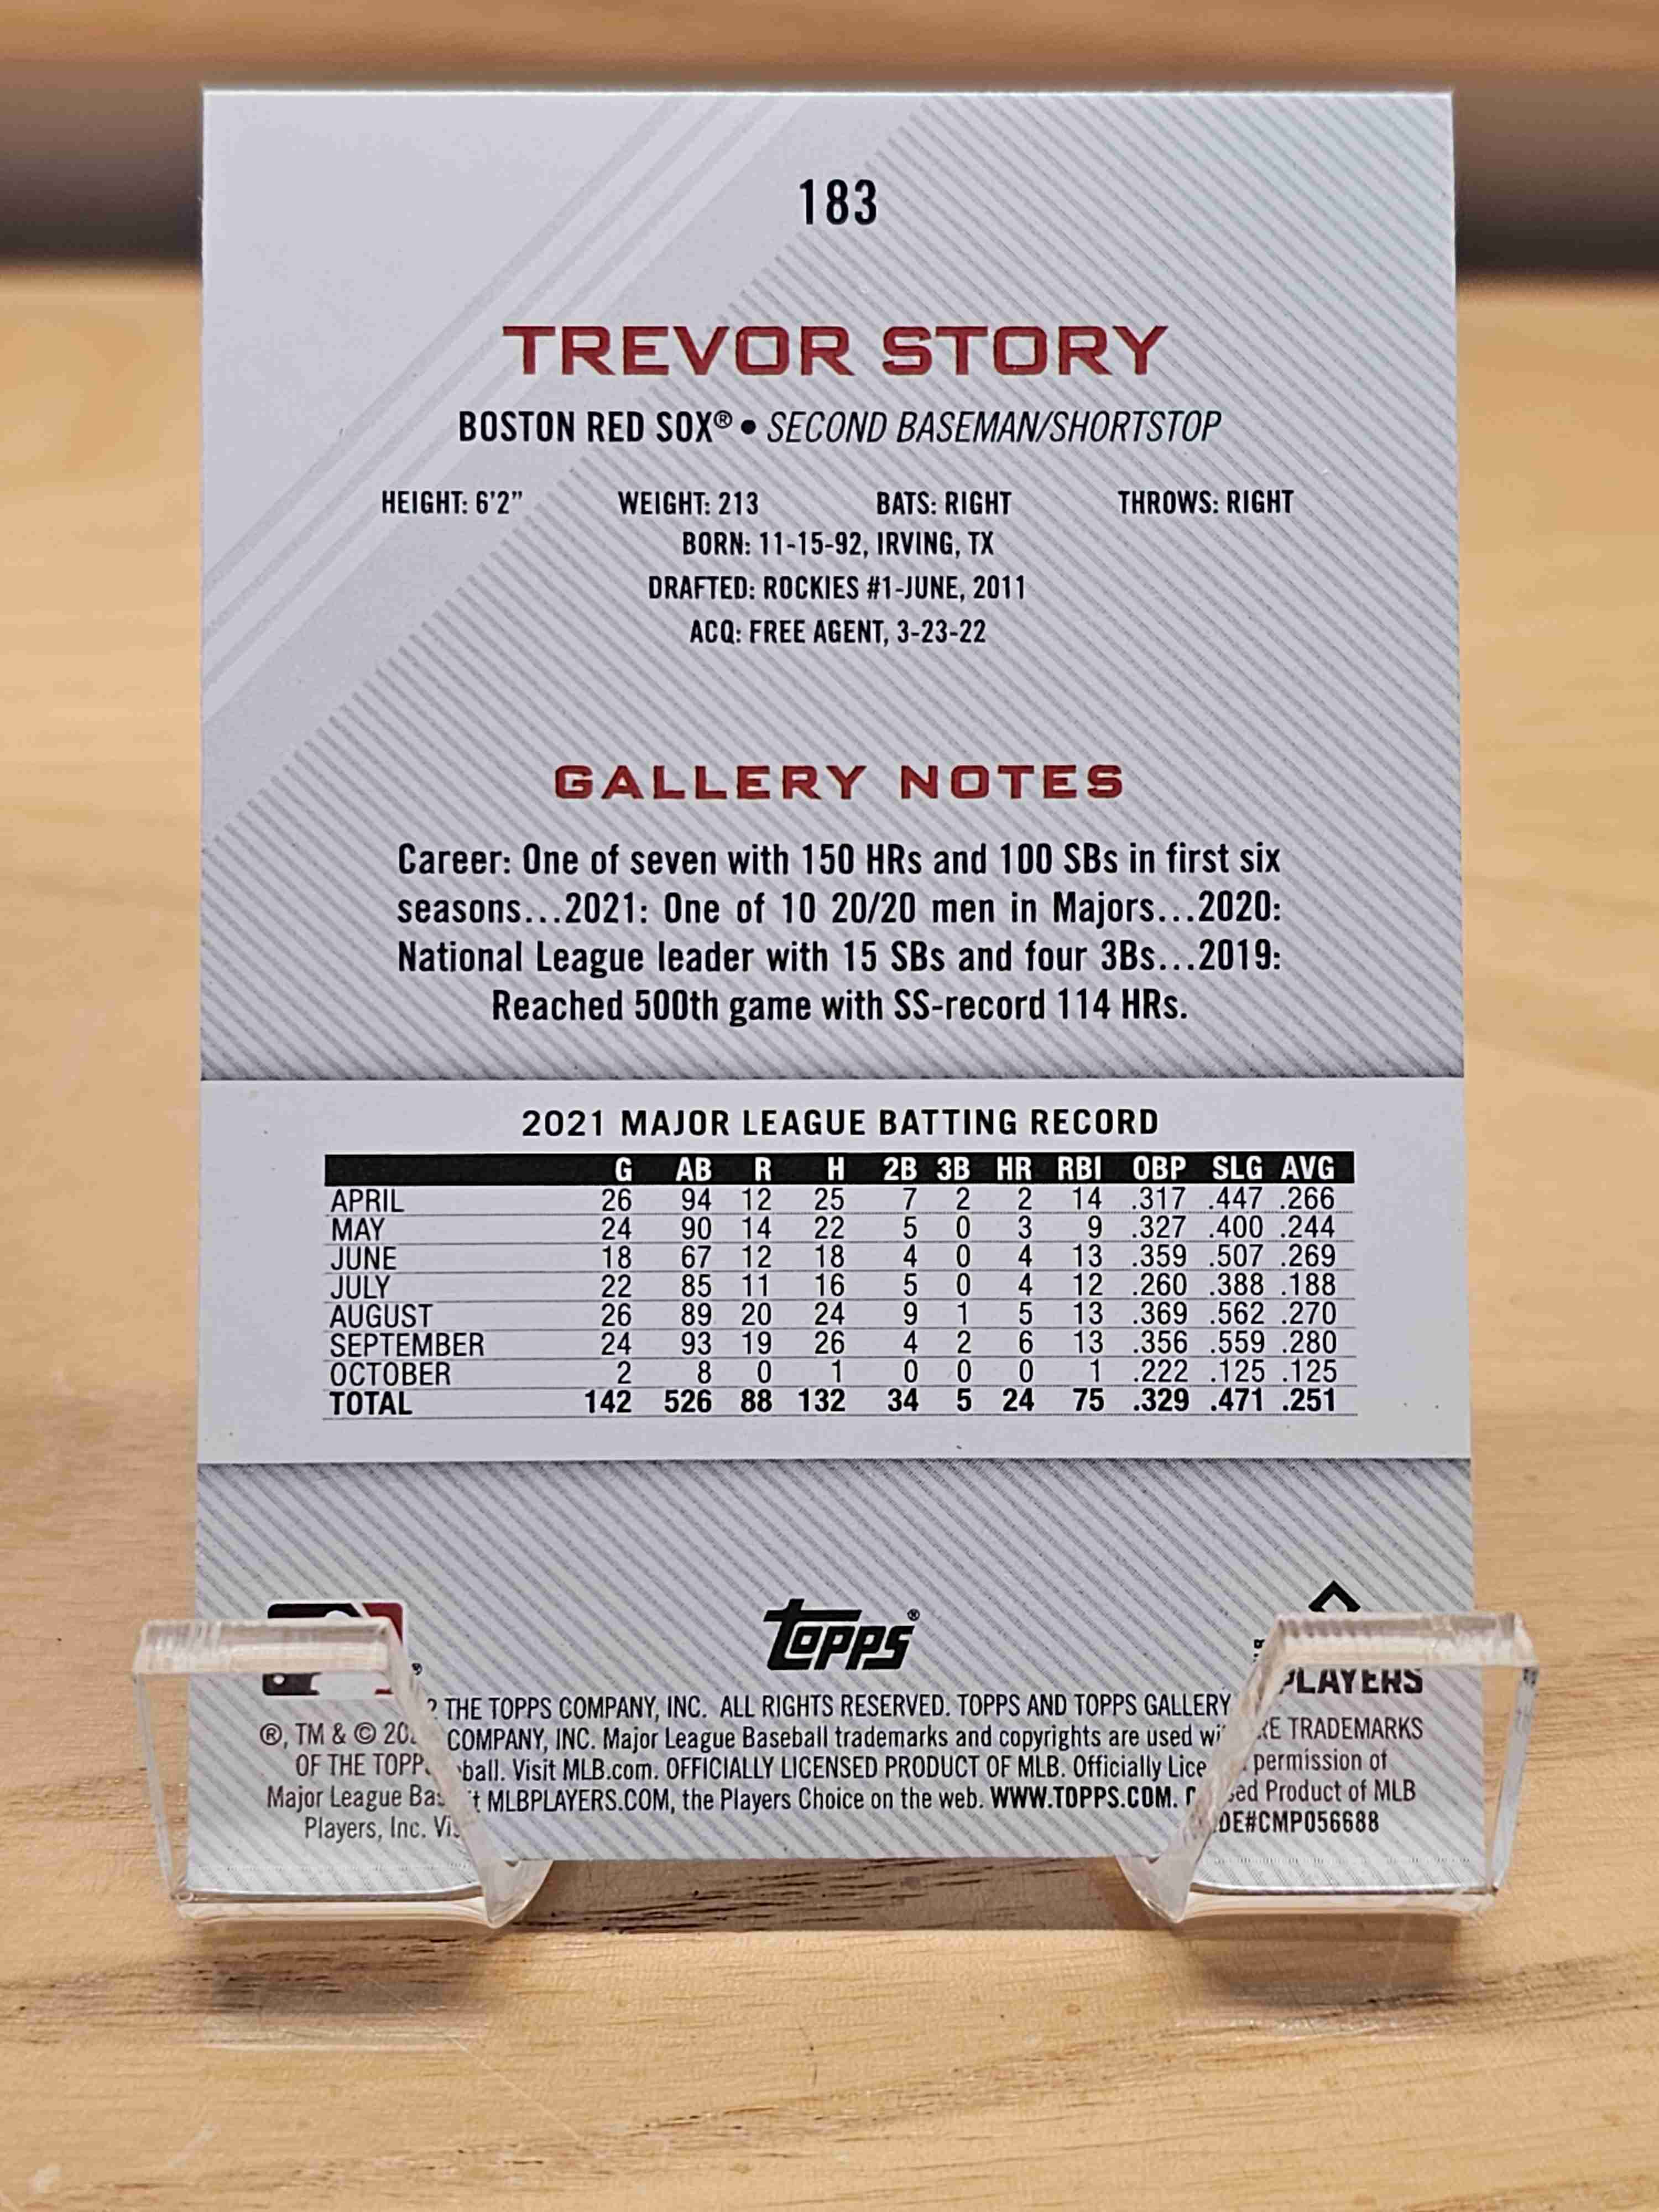 183
TREVOR STORY
BOSTON RED SOX® • SECOND BASEMAN/SHORTSTOP
HEIGHT: 6'2" WEIGHT: 213 BATS: RIGHT THROWS: RIGHT
BORN: 11-15-92, IRVING, TX
DRAFTED: ROCKIES #1-JUNE, 2011
ACQ: FREE AGENT, 3-23-22
GALLERY NOTES
Career: One of seven with 150 HRs and 100 SBs in first six
seasons...2021: One of 10 20/20 men in Majors...2020:
National League leader with 15 SBs and four 3Bs...2019:
Reached 500th game with SS-record 114 HRs.
2021 MAJOR LEAGUE BATTING RECORD
G AB R H 2B 3B HR RBI OBP SLG AVG
APRIL 26 94 12 25 7 2 2 14 .317 .447 .266
MAY 24 90 14 22 5 0 3 9 .327 .400 .244
JUNE 18 67 12 18 4 0 4 13 .359 .507 .269
JULY 22 85 11 16 5 0 4 12 .260 .388 .188
AUGUST 26 89 20 24 9 1 5 13 .369 .562 .270
SEPTEMBER 24 93 19 26 4 2 6 13 .356 .559 .280
OCTOBER 2 8 0 1 0 0 0 1 .222 .125 .125
TOTAL 142 526 88 132 34 5 24 75 .329 .471 .251
topps®
PLAYERS
®, TM & © THE TOPPS COMPANY, INC. ALL RIGHTS RESERVED. TOPPS AND TOPPS GALLERY TRADEMARKS
OF THE COMPANY, INC. Major League Baseball trademarks and copyrights are used permission of
Major League Visit MLB.com. OFFICIALLY LICENSED PRODUCT OF MLB. Officially Product of MLB
Players, Inc. MLBPLAYERS.COM, the Players Choice on the web. WWW.TOPPS.COM. DE#CMP056688